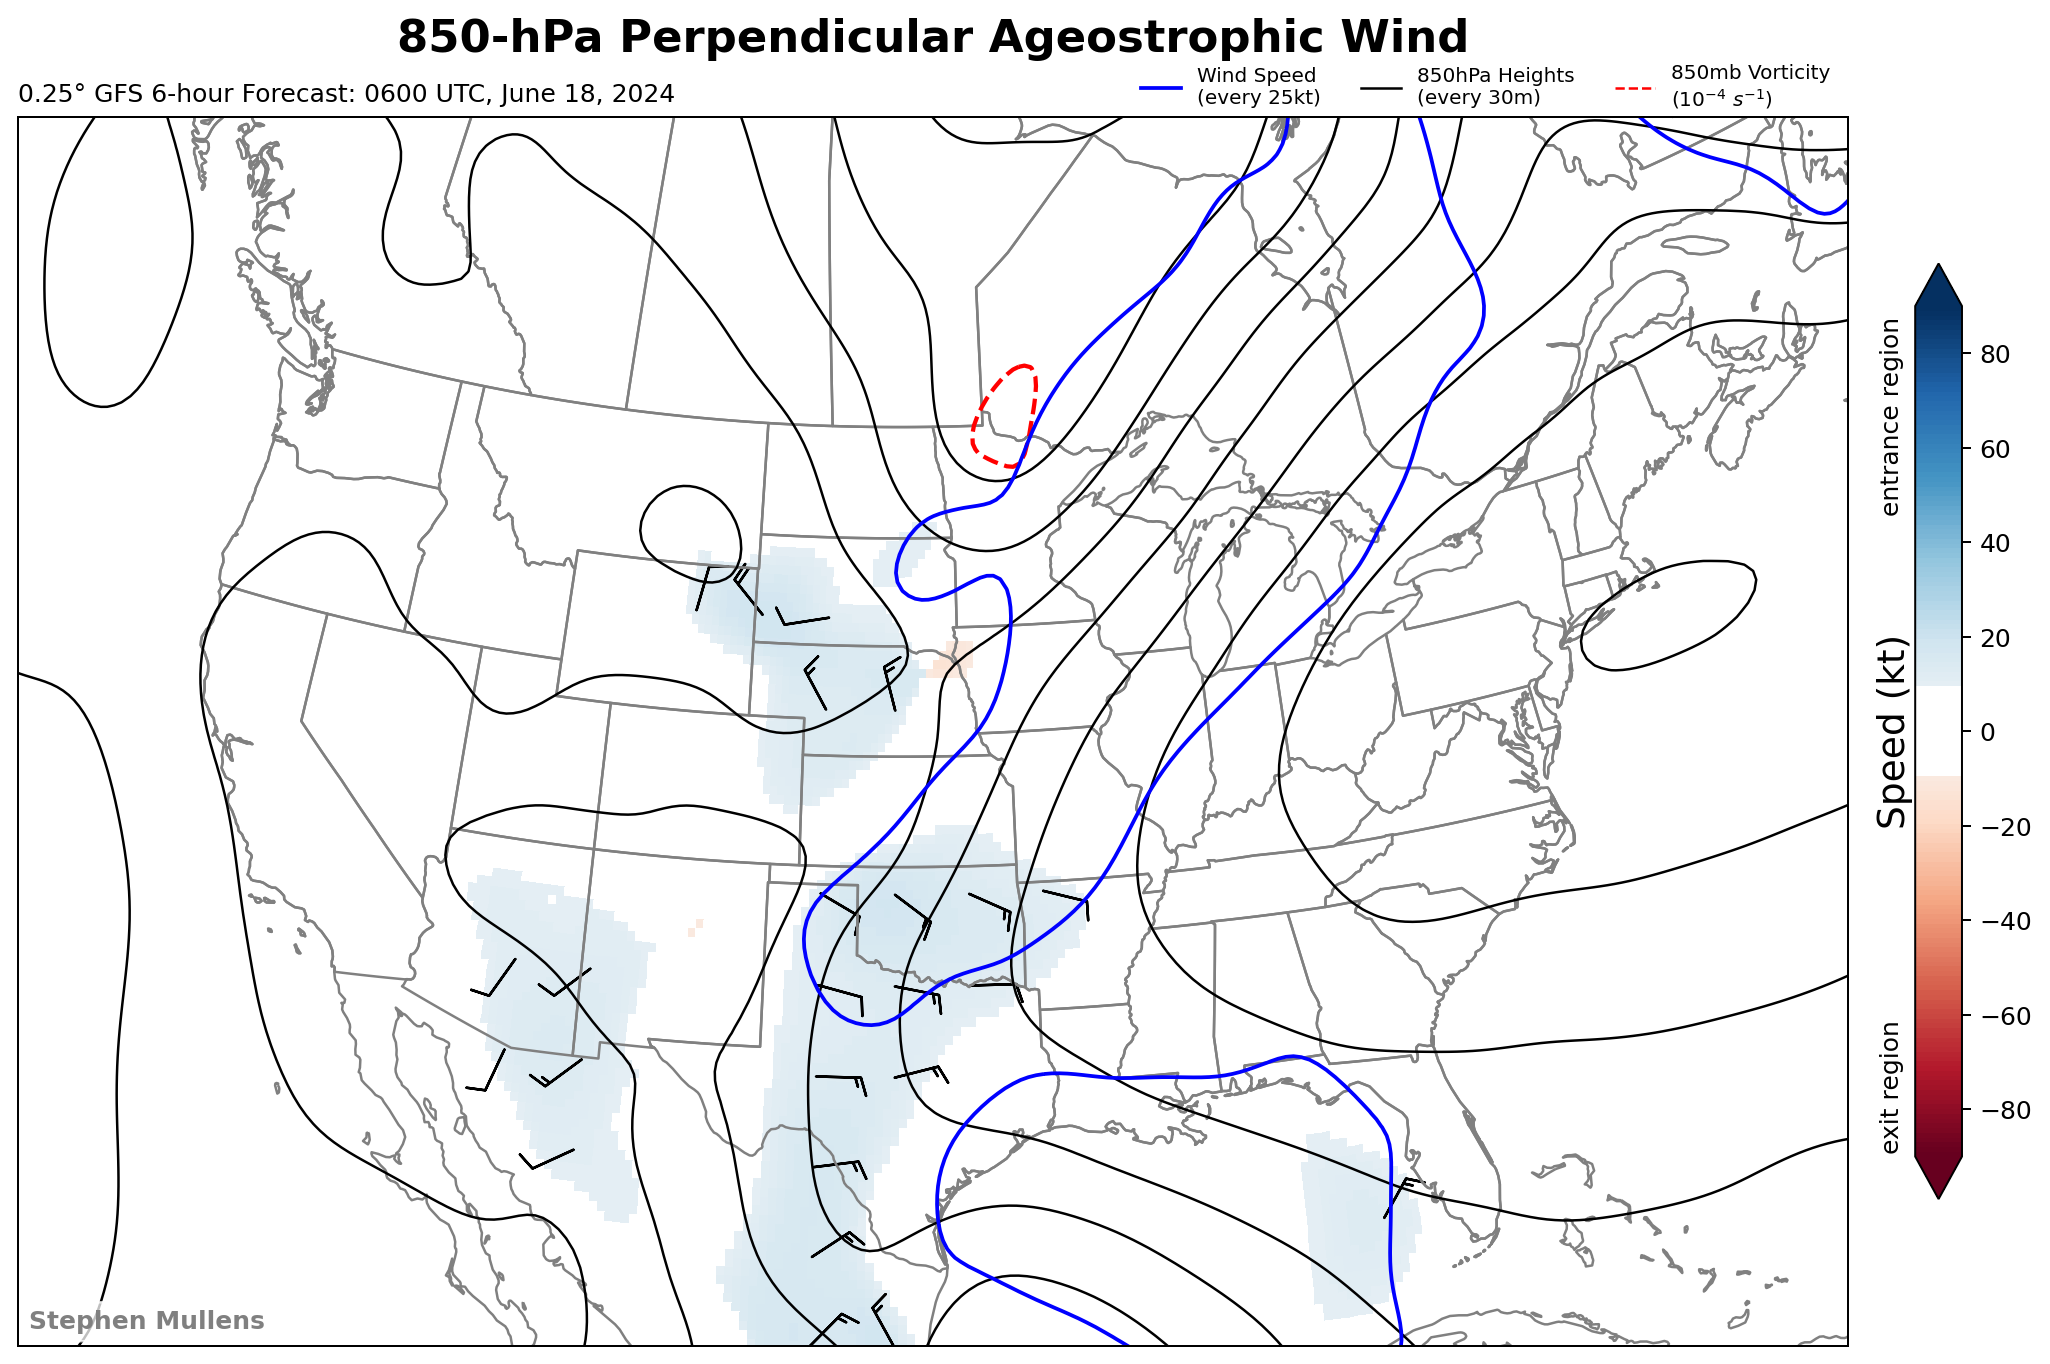 850-hPa Perpendicular Ageostrophic Wind
0.25° GFS 6-hour Forecast: 0600 UTC, June 18, 2024
Wind Speed
(every 25kt)
850hPa Heights
(every 30m)
850mb Vorticity
(10⁻⁴ s⁻¹)
entrance region
Speed (kt)
exit region
80
60
40
20
0
−20
−40
−60
−80
Stephen Mullens